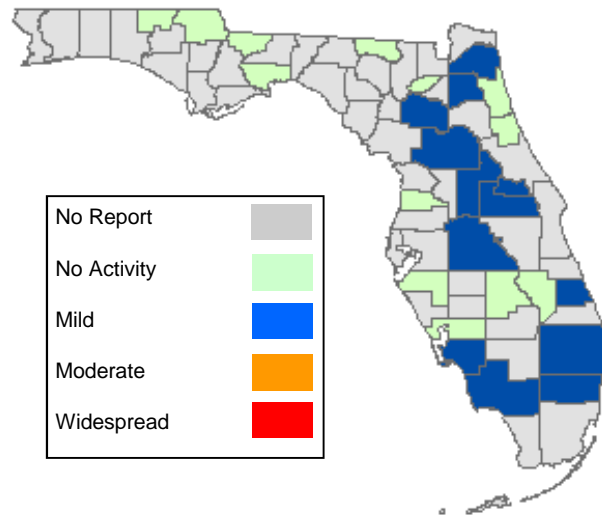 No Report
No Activity
Mild
Moderate
Widespread